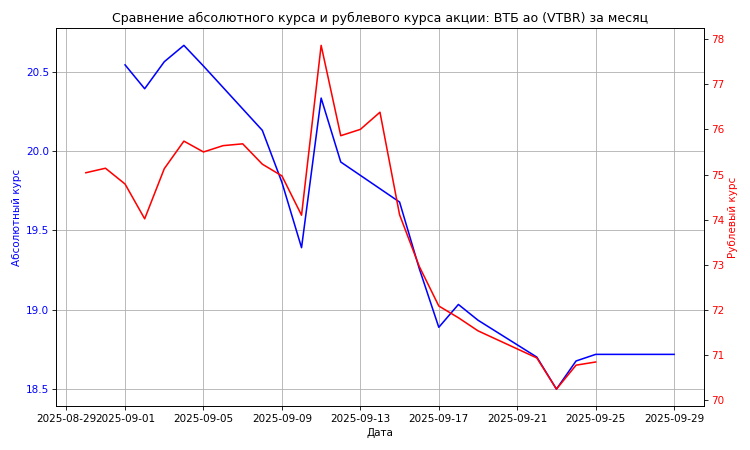 Сравнение абсолютного курса и рублевого курса акции: ВТБ ао (VTBR) за месяц
78
20.5
77
76
20.0
75
Абсолютный курс
Рублевый курс
19.5
74
73
19.0
72
71
18.5
70
2025-08-29 2025-09-01 2025-09-05 2025-09-09 2025-09-13 2025-09-17 2025-09-21 2025-09-25 2025-09-29
Дата